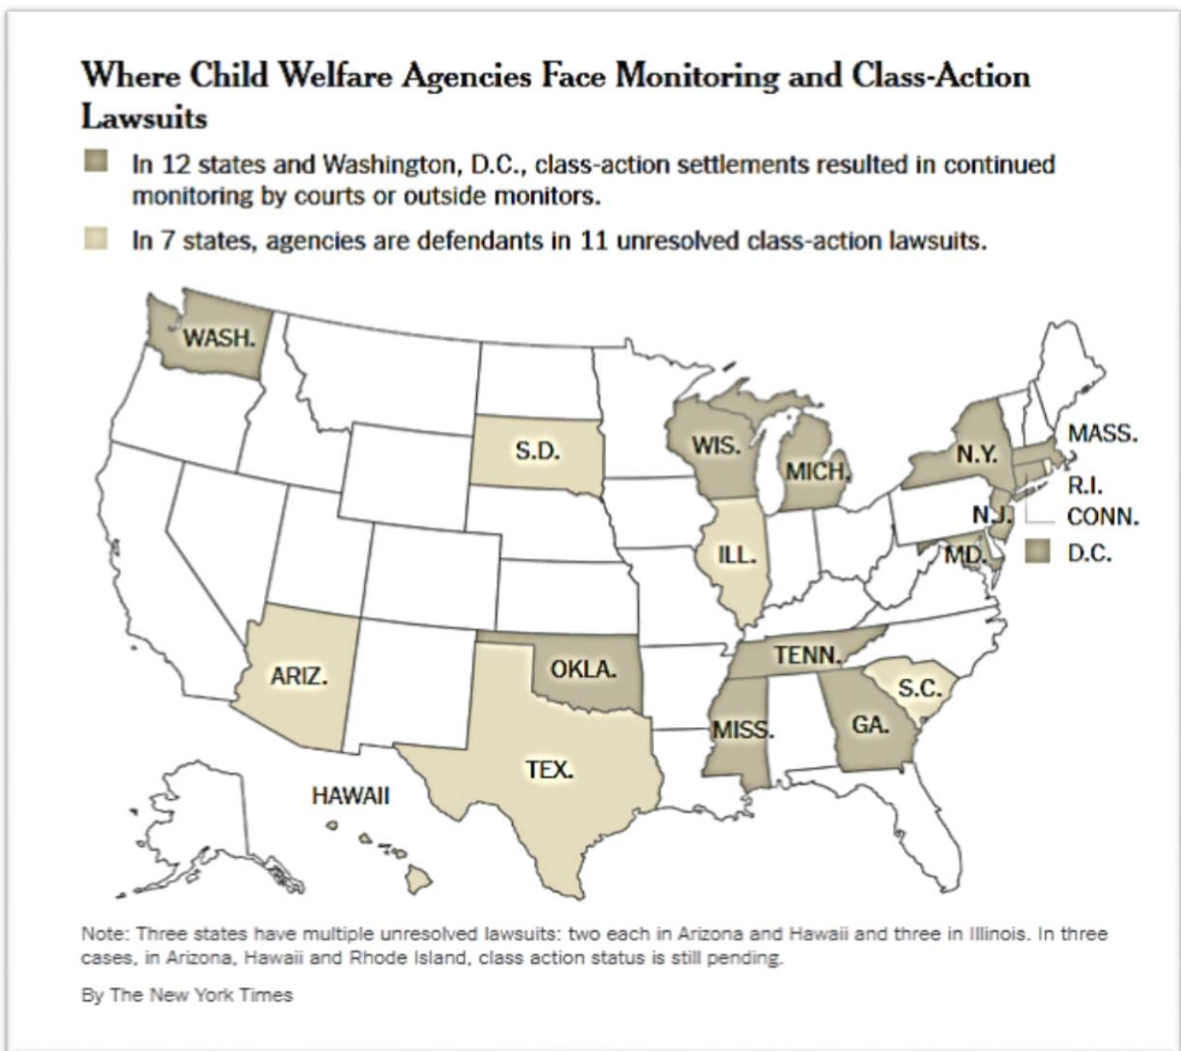 Where Child Welfare Agencies Face Monitoring and Class-Action
Lawsuits
In 12 states and Washington, D.C., class-action settlements resulted in continued
monitoring by courts or outside monitors.
In 7 states, agencies are defendants in 11 unresolved class-action lawsuits.
WASH.
S.D.
WIS.
MICH.
N.Y.
MASS.
R.I.
CONN.
N.J.
D.C.
MD.
ILL.
TENN.
OKLA.
ARIZ.
S.C.
MISS.
GA.
TEX.
HAWAII
Note: Three states have multiple unresolved lawsuits: two each in Arizona and Hawaii and three in Illinois. In three
cases, in Arizona, Hawaii and Rhode Island, class action status is still pending.
By The New York Times